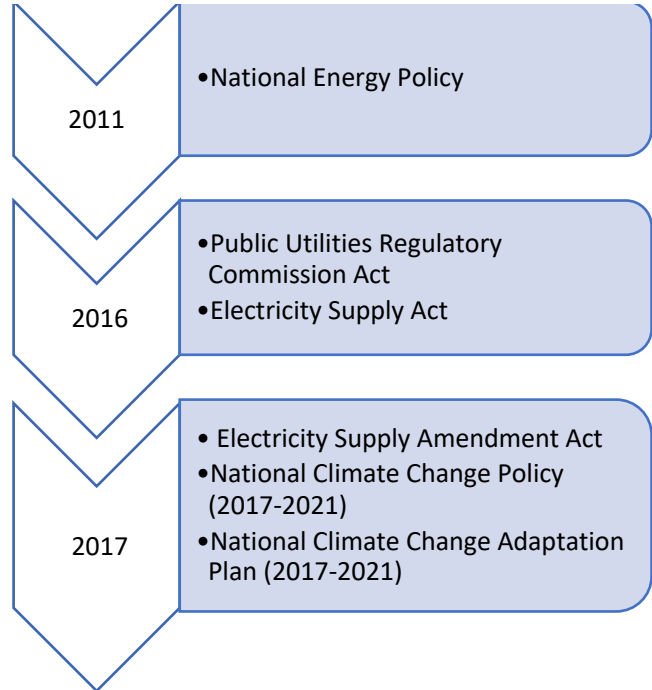 2011
•National Energy Policy
2016
•Public Utilities Regulatory
Commission Act
•Electricity Supply Act
2017
• Electricity Supply Amendment Act
•National Climate Change Policy
(2017-2021)
•National Climate Change Adaptation
Plan (2017-2021)